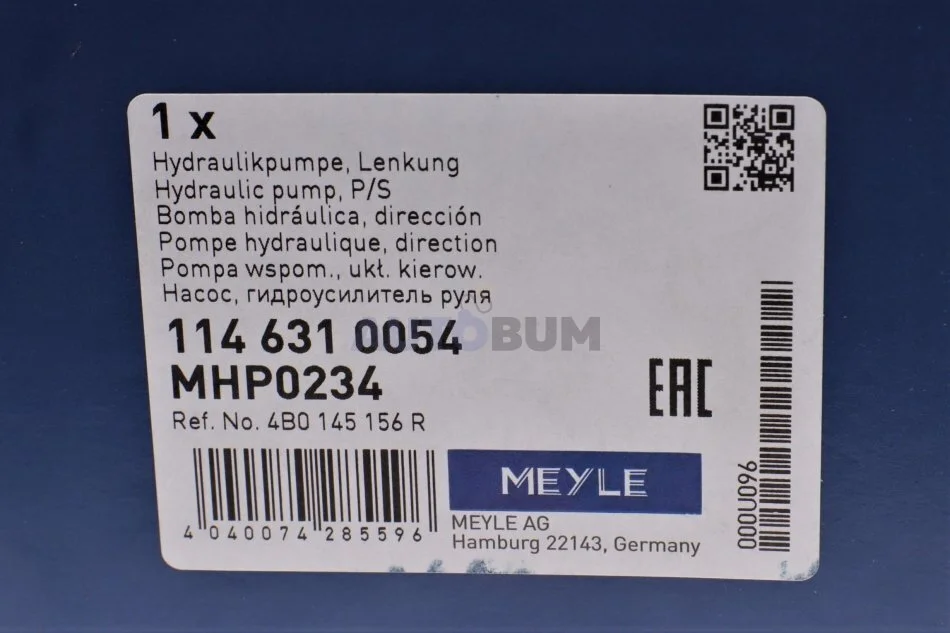 1 x
Hydraulikpumpe, Lenkung
Hydraulic pump, P/S
Bomba hidráulica, dirección
Pompe hydraulique, direction
Pompa wspom., ukł. kierow.
Насос, гидроусилитель руля
114 631 0054
AUTOBUM
MHP0234
EAC
Ref. No. 4B0 145 156 R
MEYLE
4 040074 285596
MEYLE AG
Hamburg 22143, Germany
000U096